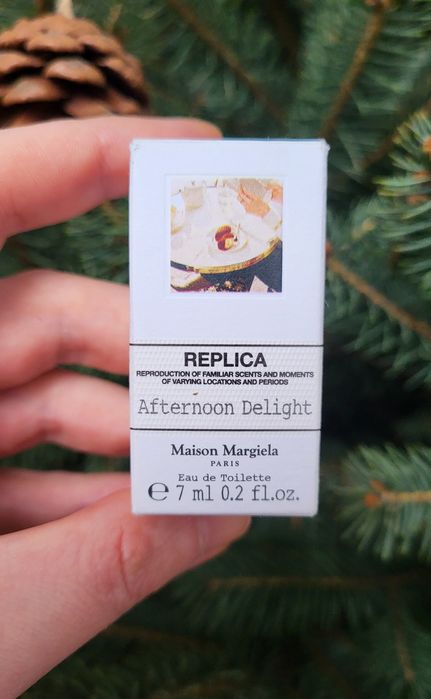 REPLICA
REPRODUCTION OF FAMILIAR SCENTS AND MOMENTS
OF VARYING LOCATIONS AND PERIODS
Afternoon Delight
Maison Margiela
PARIS
Eau de Toilette
℮ 7 ml 0.2 fl.oz.